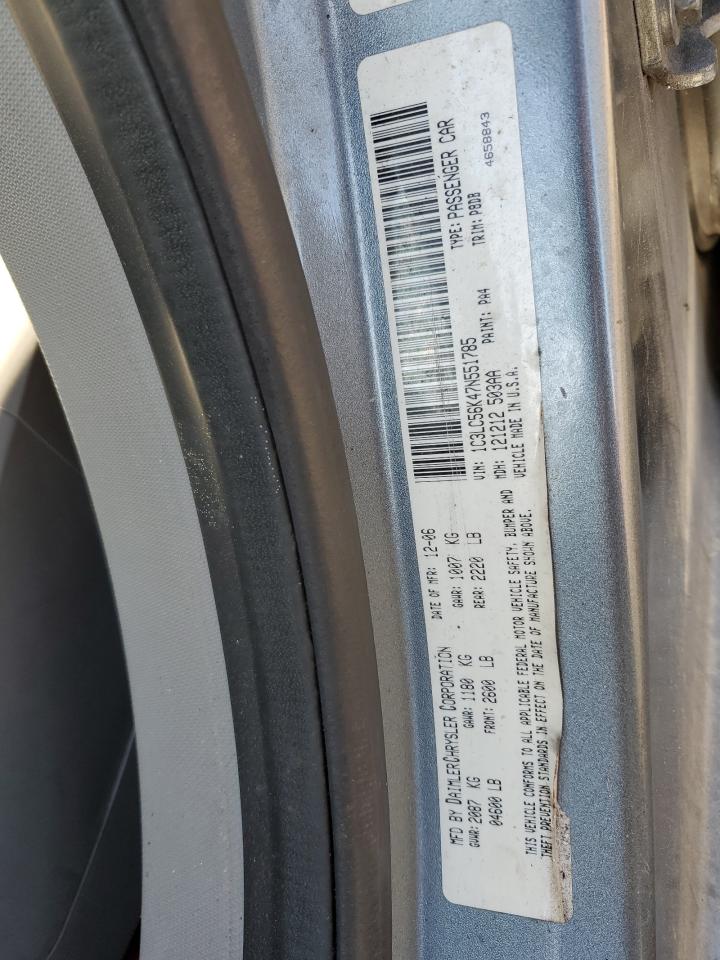 MFD BY DAIMLERCHRYSLER CORPORATION
DATE OF MFR: 12-06
GVWR: 2087 KG
GAWR: 1180 KG
GAWR: 1007 KG
04600 LB
FRONT: 2600 LB
REAR: 2220 LB
THIS VEHICLE CONFORMS TO ALL APPLICABLE FEDERAL MOTOR VEHICLE SAFETY, BUMPER AND
THEFT PREVENTION STANDARDS IN EFFECT ON THE DATE OF MANUFACTURE SHOWN ABOVE.
VIN: 1C3LC56K47N551785
TYPE: PASSENGER CAR
MDH: 121212 503AA
PAINT: PA4
TRIM: P8DB
VEHICLE MADE IN U.S.A.
4658843